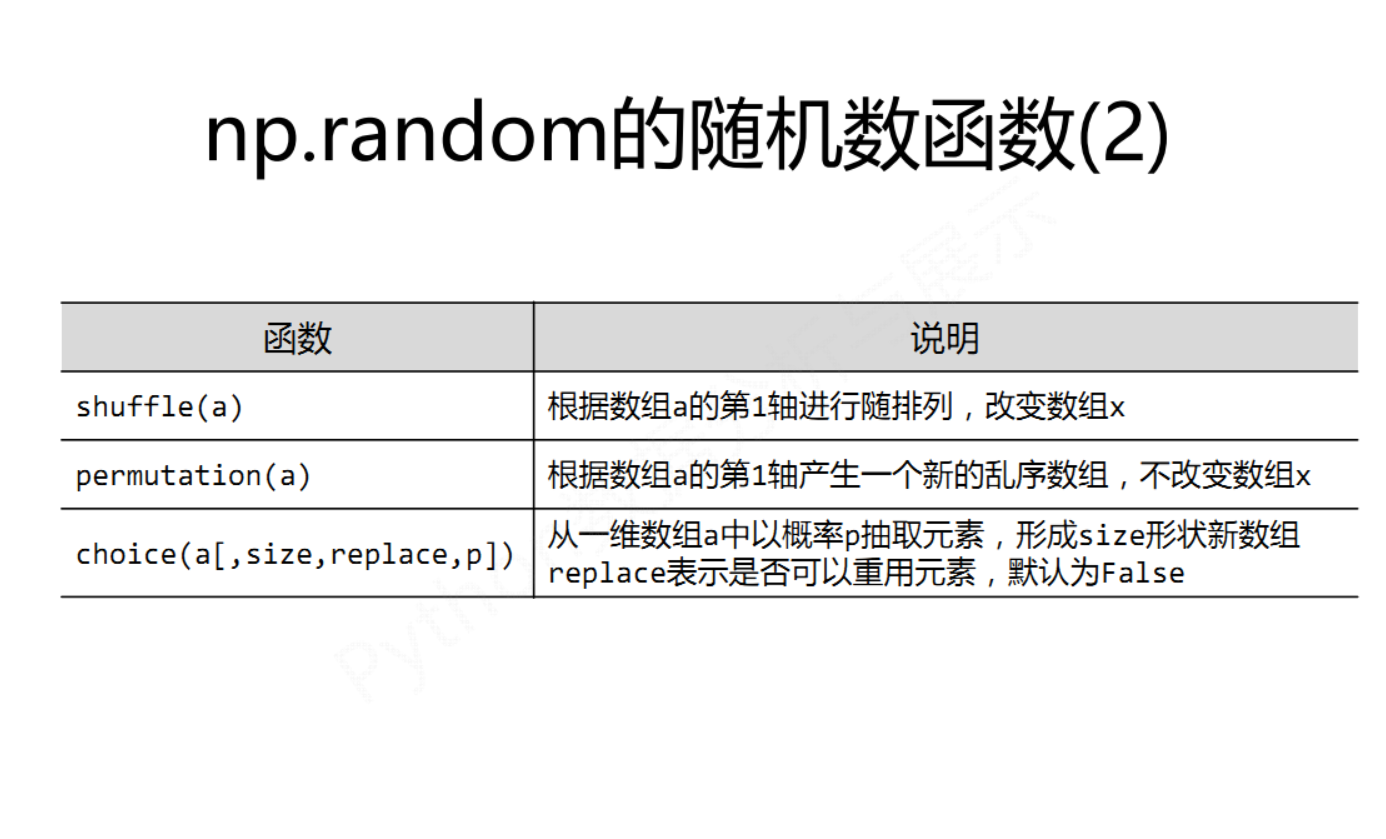 np.random的随机数函数(2)
函数
说明
shuffle(a)
根据数组a的第1轴进行随排列，改变数组x
permutation(a)
根据数组a的第1轴产生一个新的乱序数组，不改变数组x
choice(a[,size,replace,p])
从一维数组a中以概率p抽取元素，形成size形状新数组
replace表示是否可以重用元素，默认为False